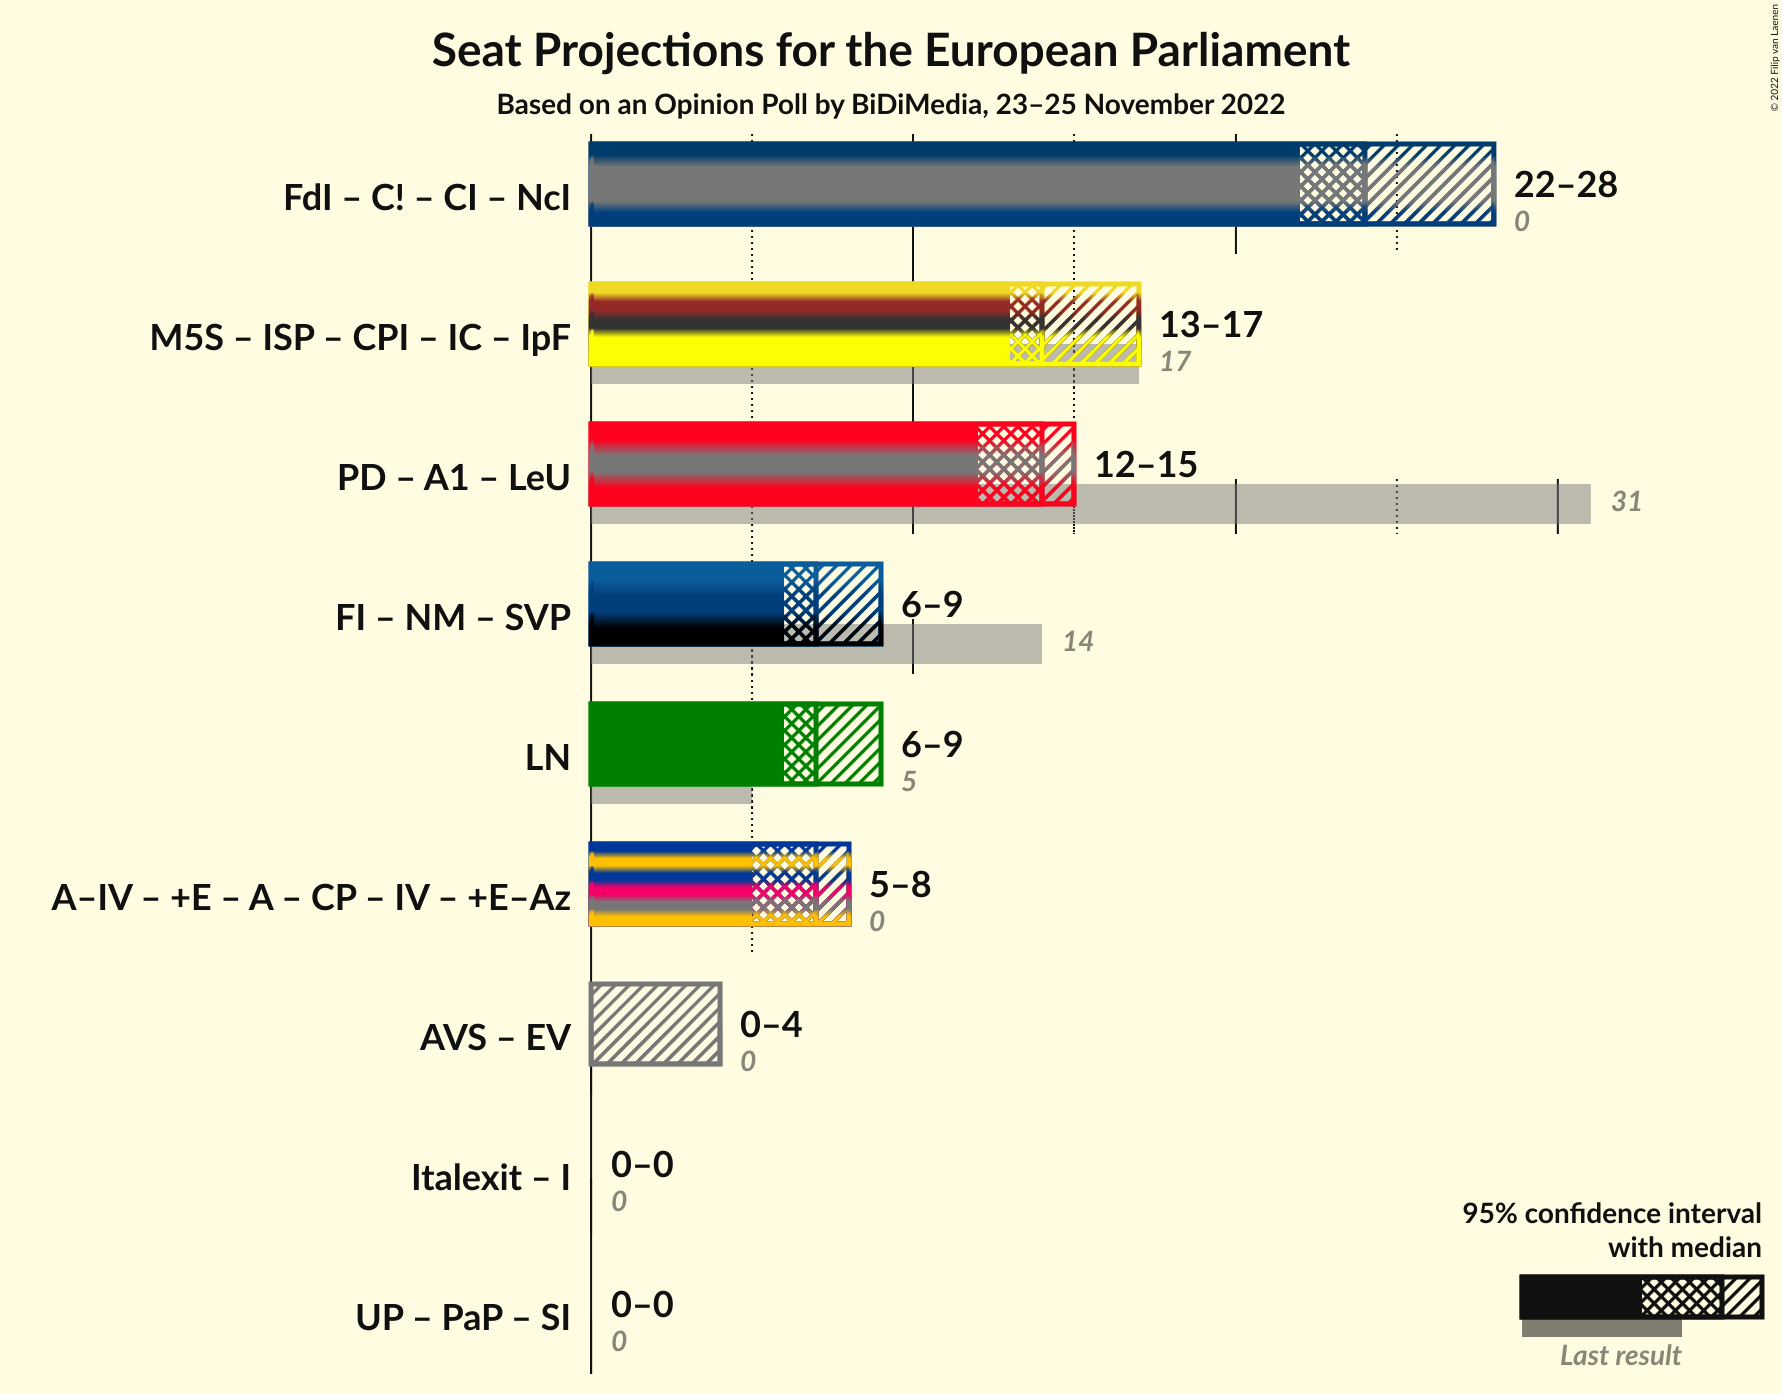 Seat Projections for the European Parliament
Based on an Opinion Poll by BiDiMedia, 23–25 November 2022
© 2022 Filip van Laenen
FdI – C! – CI – NcI
22–28
0
M5S – ISP – CPI – IC – IpF
13–17
17
PD – A1 – LeU
12–15
31
FI – NM – SVP
6–9
14
LN
6–9
5
A–IV – +E – A – CP – IV – +E–Az
5–8
0
AVS – EV
0–4
0
Italexit – I
0–0
0
UP – PaP – SI
0–0
0
95% confidence interval
with median
Last result